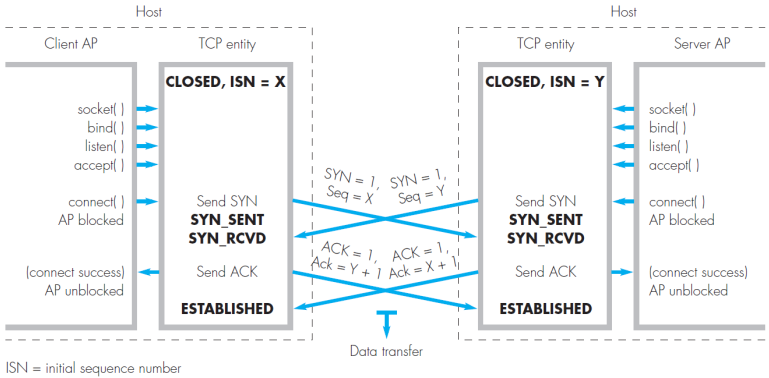 Host Host
Client AP TCP entity TCP entity Server AP
CLOSED, ISN = X CLOSED, ISN = Y
socket( ) socket( )
bind( ) bind( )
listen( ) listen( )
accept( ) accept( )
SYN = 1, SYN = 1,
Seq = X Seq = Y
connect( ) Send SYN Send SYN connect( )
AP blocked SYN_SENT SYN_SENT AP blocked
SYN_RCVD SYN_RCVD
ACK = 1, ACK = 1,
Ack = Y + 1 Ack = X + 1
(connect success) Send ACK Send ACK (connect success)
AP unblocked AP unblocked
ESTABLISHED ESTABLISHED
Data transfer
ISN = initial sequence number